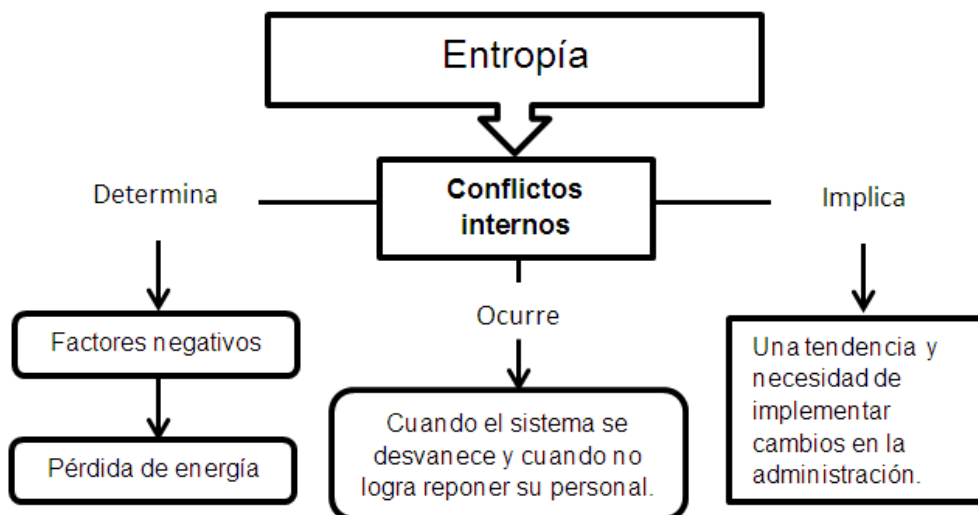 Entropía
Conflictos
internos
Determina
Implica
Ocurre
Factores negativos
Pérdida de energía
Cuando el sistema se
desvanece y cuando no
logra reponer su personal.
Una tendencia y
necesidad de
implementar
cambios en la
administración.